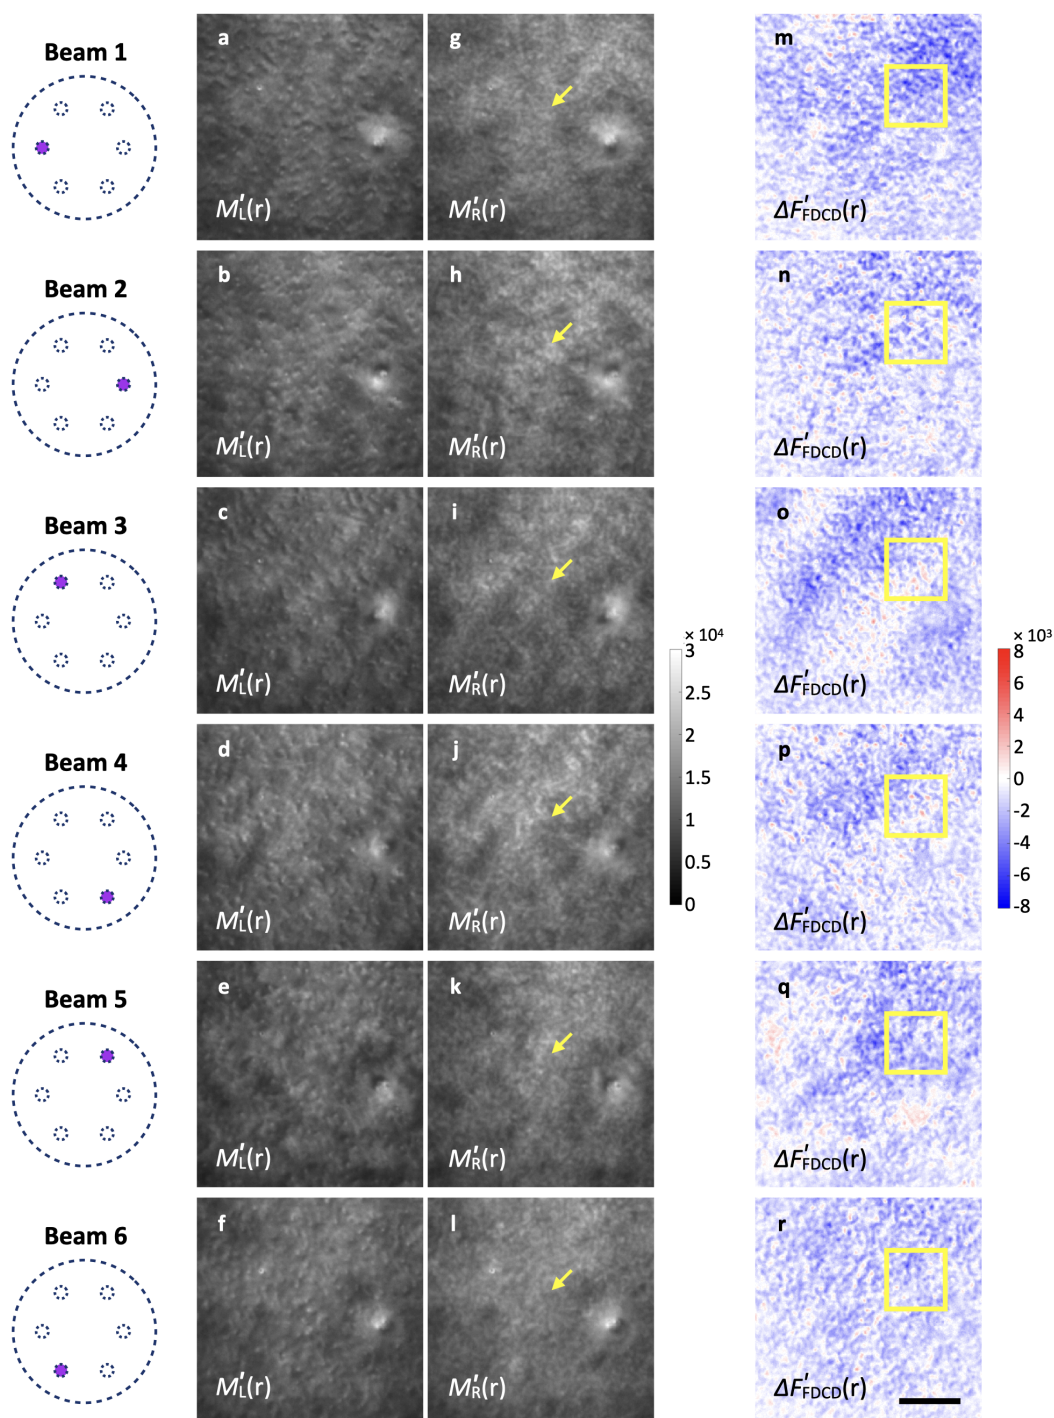 Beam 1
a
M′L(r)
g
M′R(r)
m
ΔF′FDCD(r)
Beam 2
b
M′L(r)
h
M′R(r)
n
ΔF′FDCD(r)
Beam 3
c
M′L(r)
i
M′R(r)
o
ΔF′FDCD(r)
× 10⁴
3
2.5
2
1.5
1
0.5
0
× 10³
8
6
4
2
0
-2
-4
-6
-8
Beam 4
d
M′L(r)
j
M′R(r)
p
ΔF′FDCD(r)
Beam 5
e
M′L(r)
k
M′R(r)
q
ΔF′FDCD(r)
Beam 6
f
M′L(r)
l
M′R(r)
r
ΔF′FDCD(r)